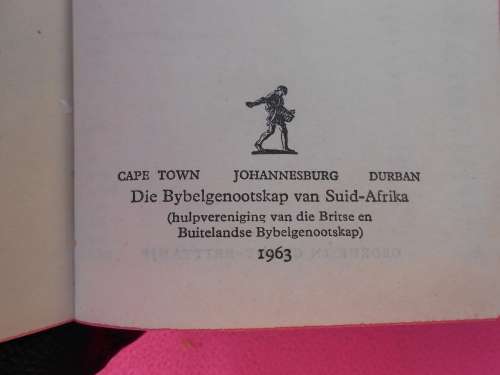 CAPE TOWN JOHANNESBURG DURBAN
Die Bybelgenootskap van Suid-Afrika
(hulpvereniging van die Britse en
Buitelandse Bybelgenootskap)
1963